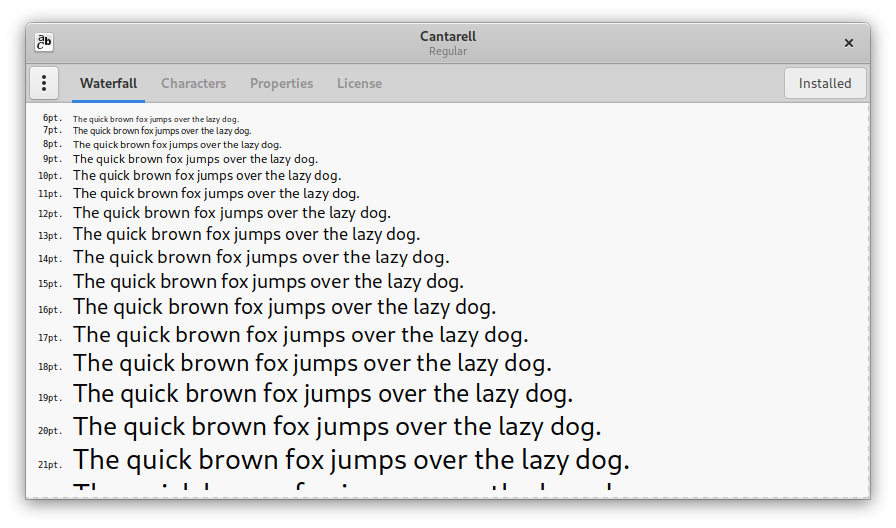 Cantarell
Regular
Waterfall Characters Properties License Installed
6pt. The quick brown fox jumps over the lazy dog.
7pt. The quick brown fox jumps over the lazy dog.
8pt. The quick brown fox jumps over the lazy dog.
9pt. The quick brown fox jumps over the lazy dog.
10pt. The quick brown fox jumps over the lazy dog.
11pt. The quick brown fox jumps over the lazy dog.
12pt. The quick brown fox jumps over the lazy dog.
13pt. The quick brown fox jumps over the lazy dog.
14pt. The quick brown fox jumps over the lazy dog.
15pt. The quick brown fox jumps over the lazy dog.
16pt. The quick brown fox jumps over the lazy dog.
17pt. The quick brown fox jumps over the lazy dog.
18pt. The quick brown fox jumps over the lazy dog.
19pt. The quick brown fox jumps over the lazy dog.
20pt. The quick brown fox jumps over the lazy dog.
21pt. The quick brown fox jumps over the lazy dog.